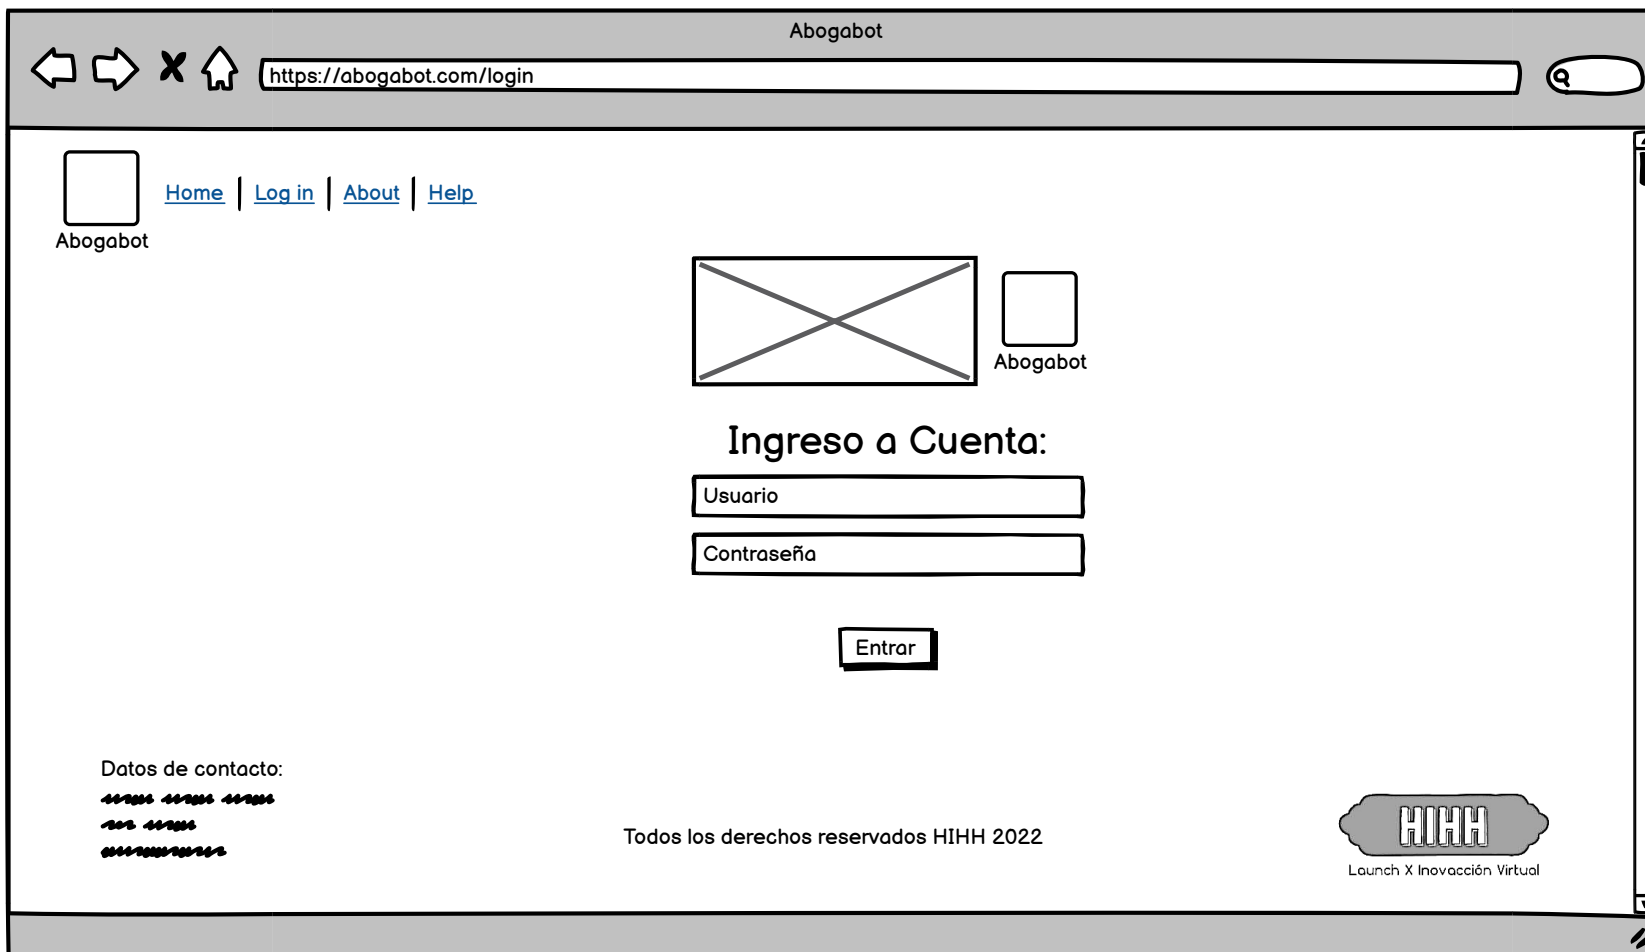 Abogabot
https://abogabot.com/login
Home | Log in | About | Help
Abogabot
Abogabot
Ingreso a Cuenta:
Usuario
Contraseña
Entrar
Datos de contacto:
Todos los derechos reservados HIHH 2022
HIHH
Launch X Inovacción Virtual